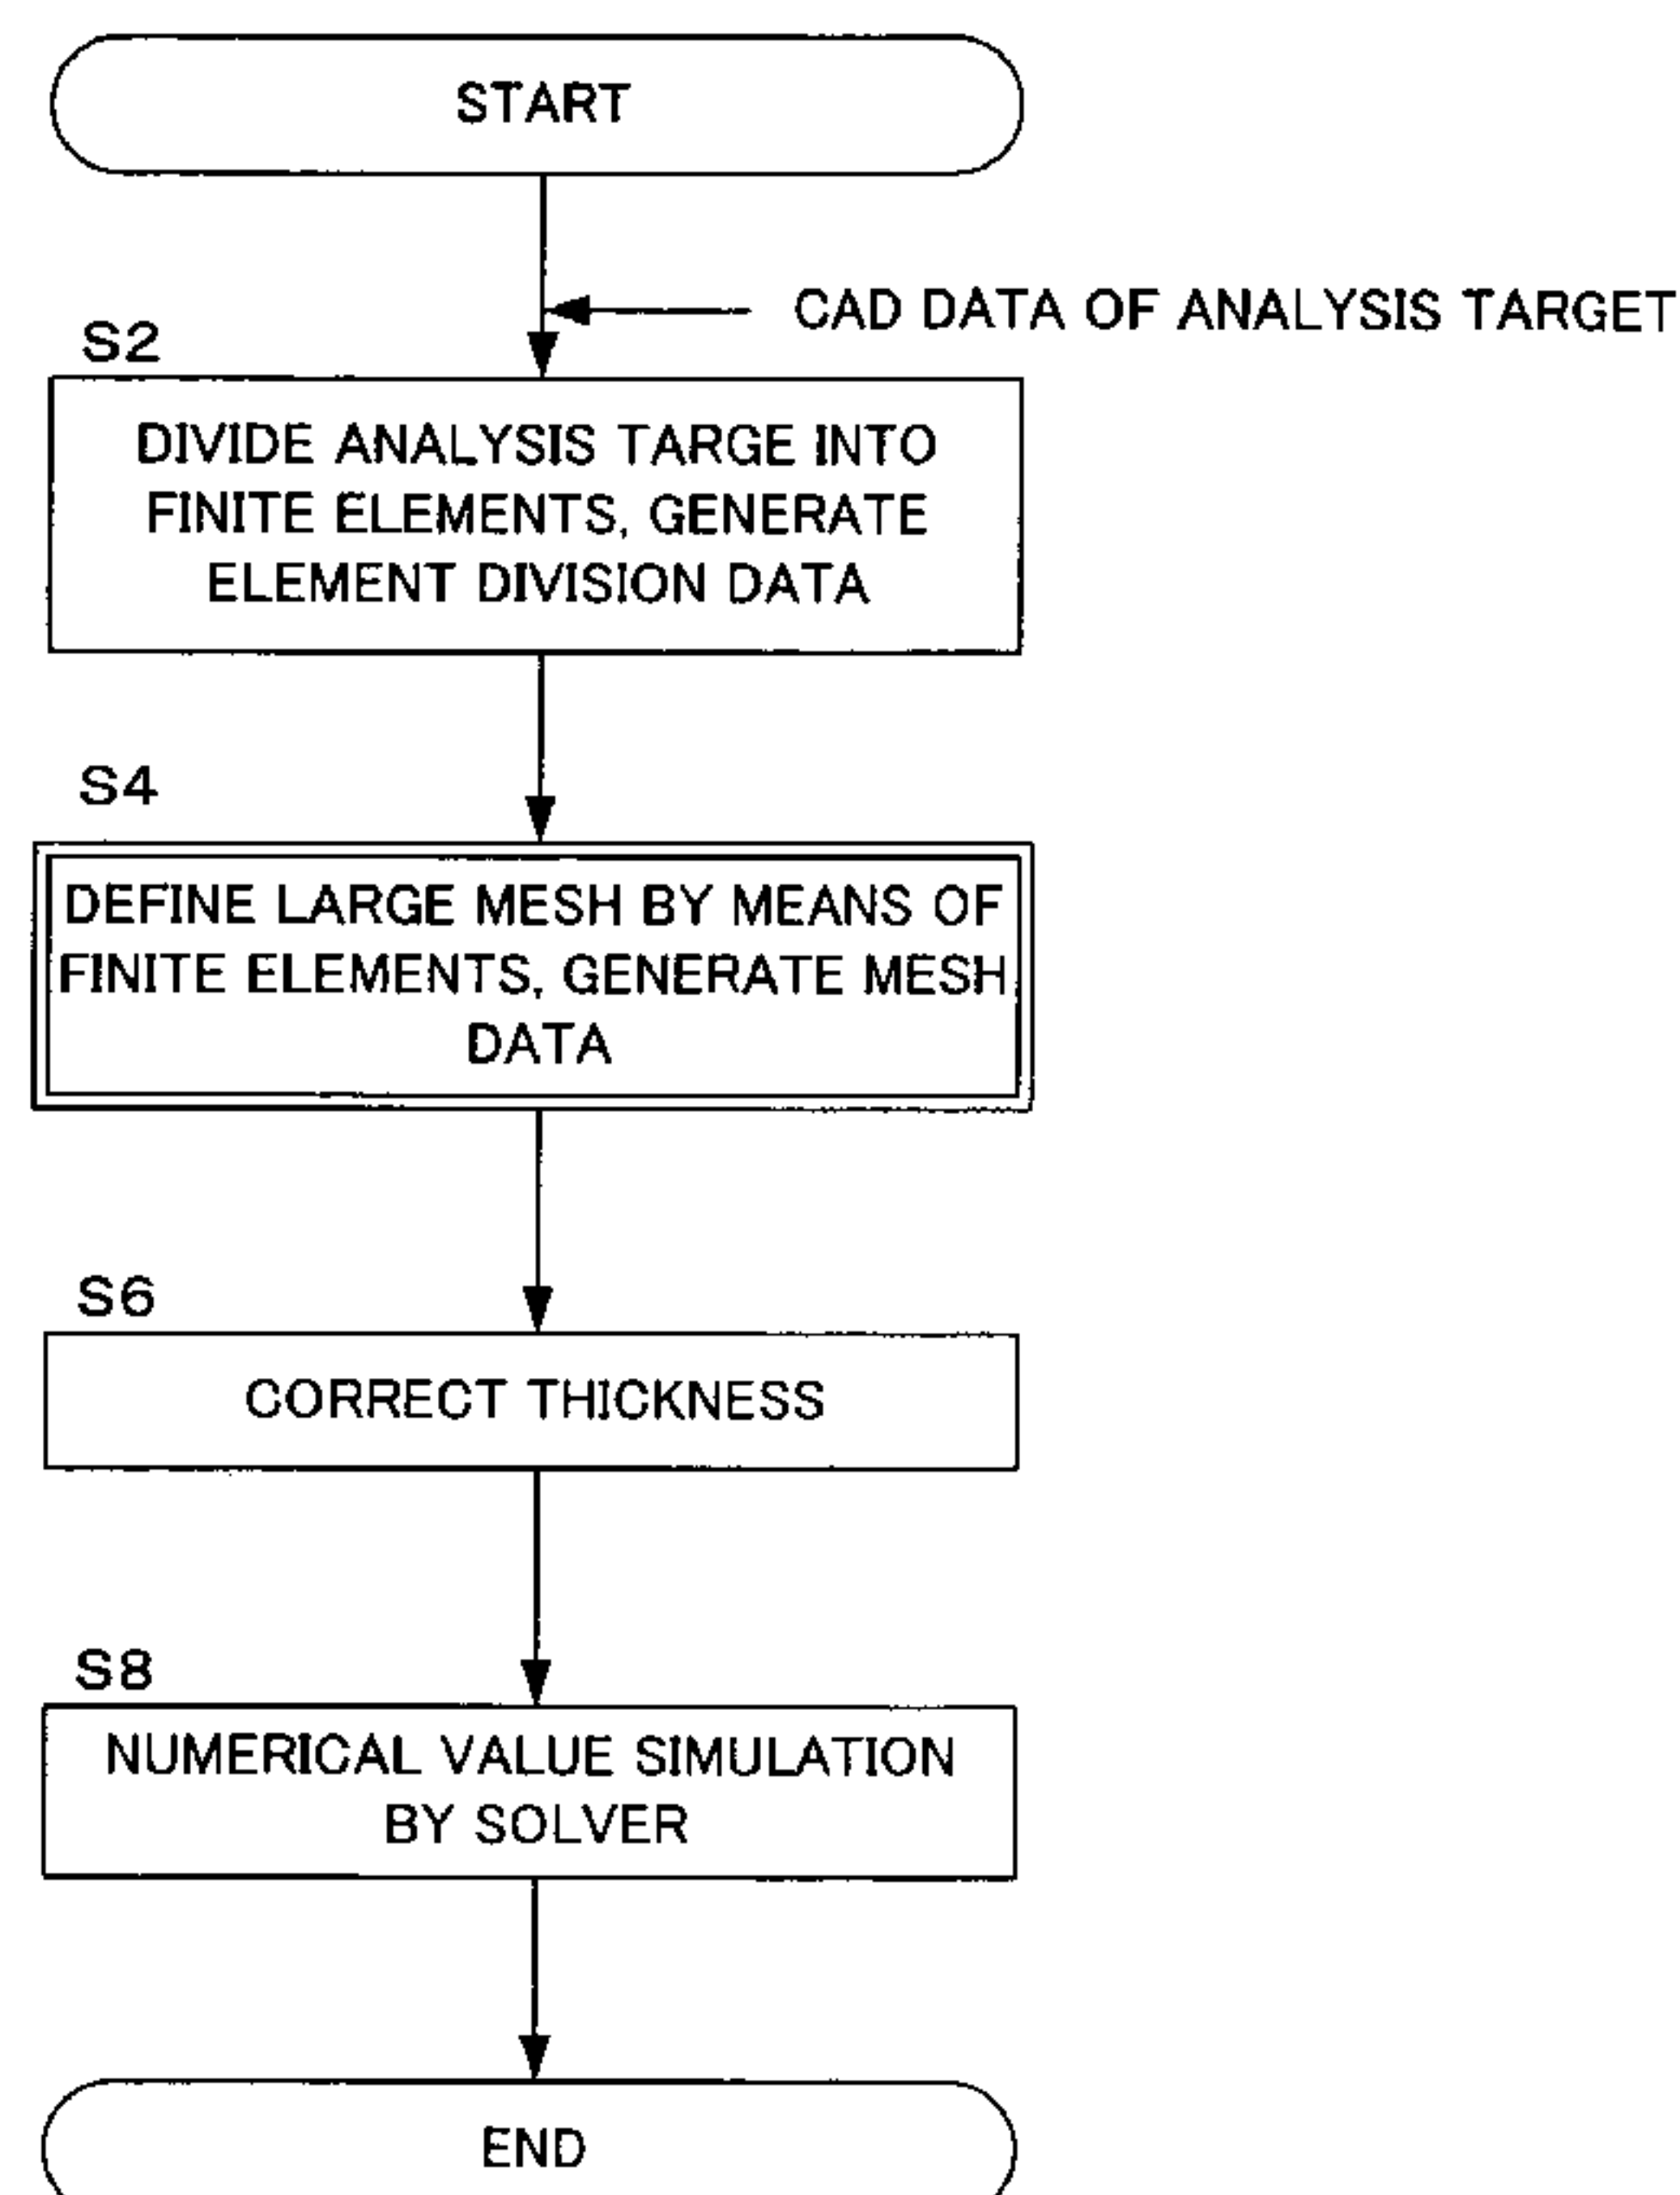 START
CAD DATA OF ANALYSIS TARGET
S2
DIVIDE ANALYSIS TARGE INTO
FINITE ELEMENTS, GENERATE
ELEMENT DIVISION DATA
S4
DEFINE LARGE MESH BY MEANS OF
FINITE ELEMENTS, GENERATE MESH
DATA
S6
CORRECT THICKNESS
S8
NUMERICAL VALUE SIMULATION
BY SOLVER
END